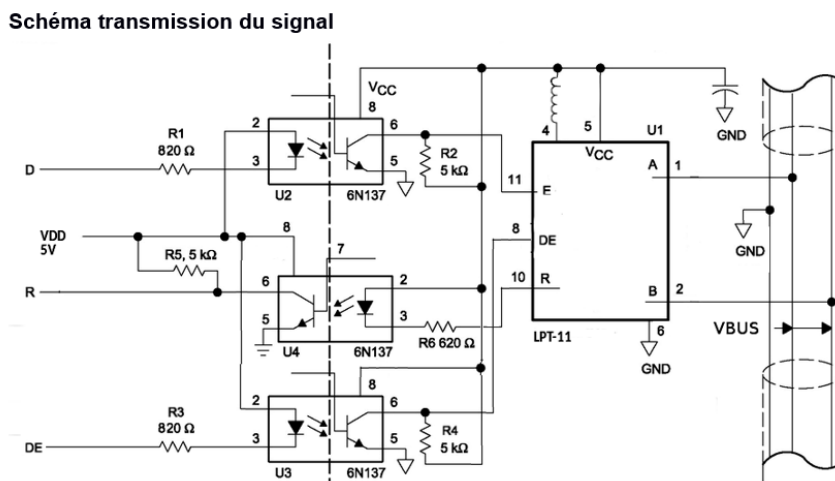 Schéma transmission du signal
VCC
8
2
6
R1
820 Ω
R2
5 kΩ
D
3
5
U2
6N137
4
5
U1
VCC
GND
A
1
11
E
8
DE
GND
VDD
5V
8
7
R5, 5 kΩ
6
2
10
R
B
2
R
5
3
VBUS
U4
6N137
R6 620 Ω
LPT-11
6
GND
8
2
6
R3
820 Ω
R4
5 kΩ
DE
3
5
U3
6N137